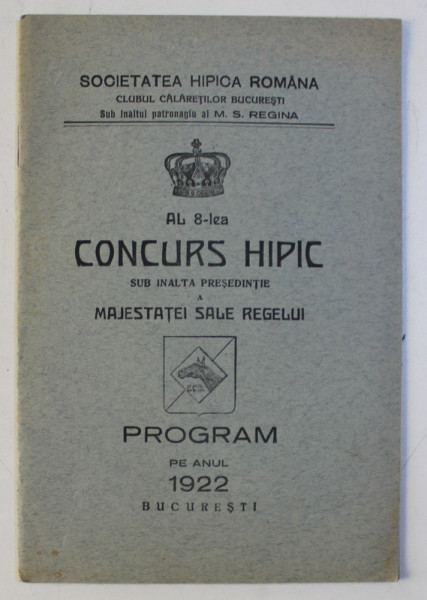 SOCIETATEA HIPICA ROMÂNA
CLUBUL CĂLĂREȚILOR BUCUREȘTI
Sub înaltul patronagiu al M. S. REGINA
AL 8-lea
CONCURS HIPIC
SUB INALTA PREȘEDINȚIE
A
MAJESTAȚEI SALE REGELUI
C.C.B.
PROGRAM
PE ANUL
1922
BUCUREȘTI